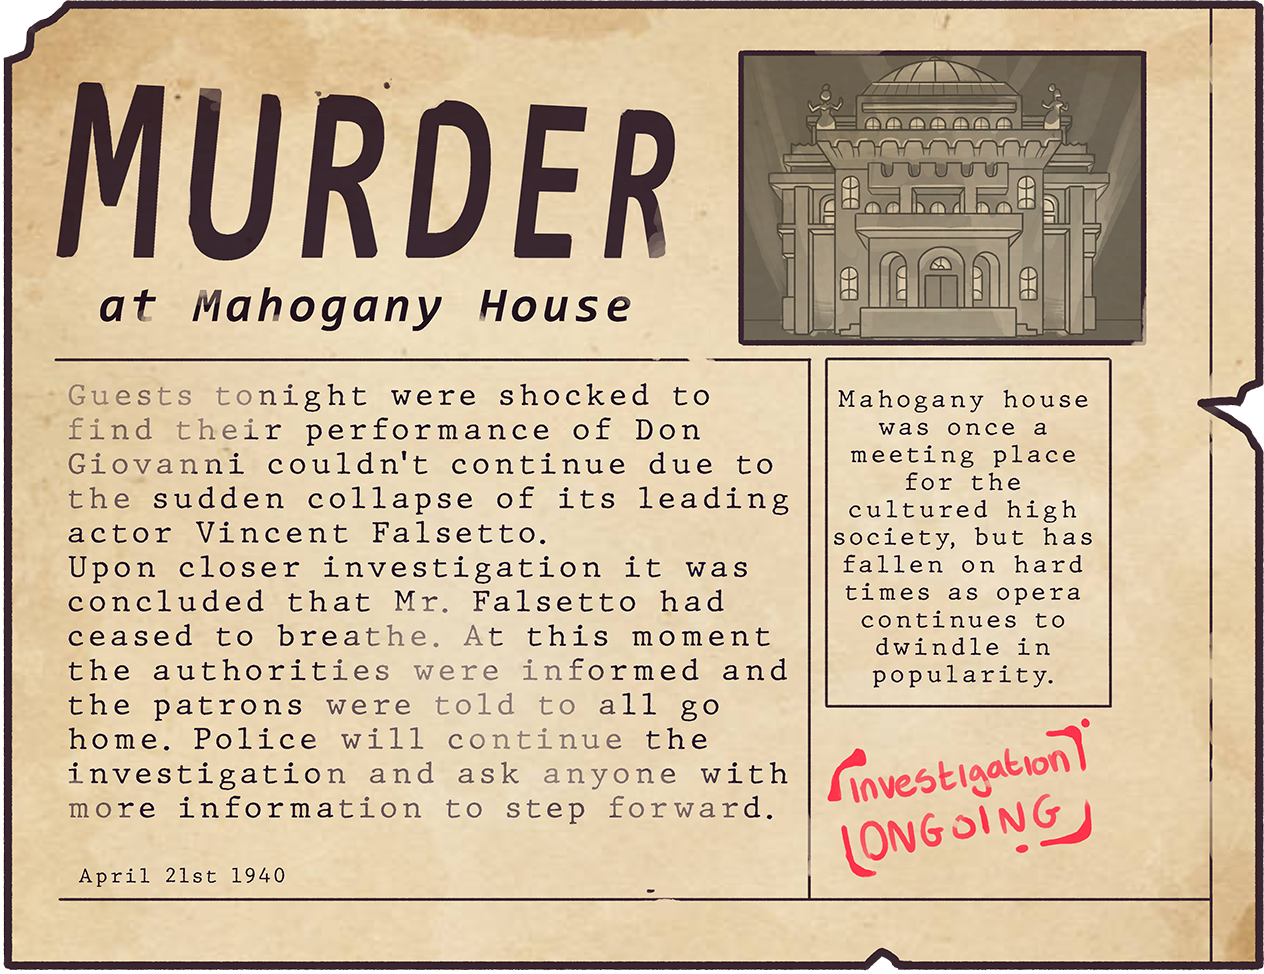 MURDER
at Mahogany House
Guests tonight were shocked to
find their performance of Don
Giovanni couldn't continue due to
the sudden collapse of its leading
actor Vincent Falsetto.
Upon closer investigation it was
concluded that Mr. Falsetto had
ceased to breathe. At this moment
the authorities were informed and
the patrons were told to all go
home. Police will continue the
investigation and ask anyone with
more information to step forward.
April 21st 1940
Mahogany house
was once a
meeting place
for the
cultured high
society, but has
fallen on hard
times as opera
continues to
dwindle in
popularity.
investigation
ONGOING